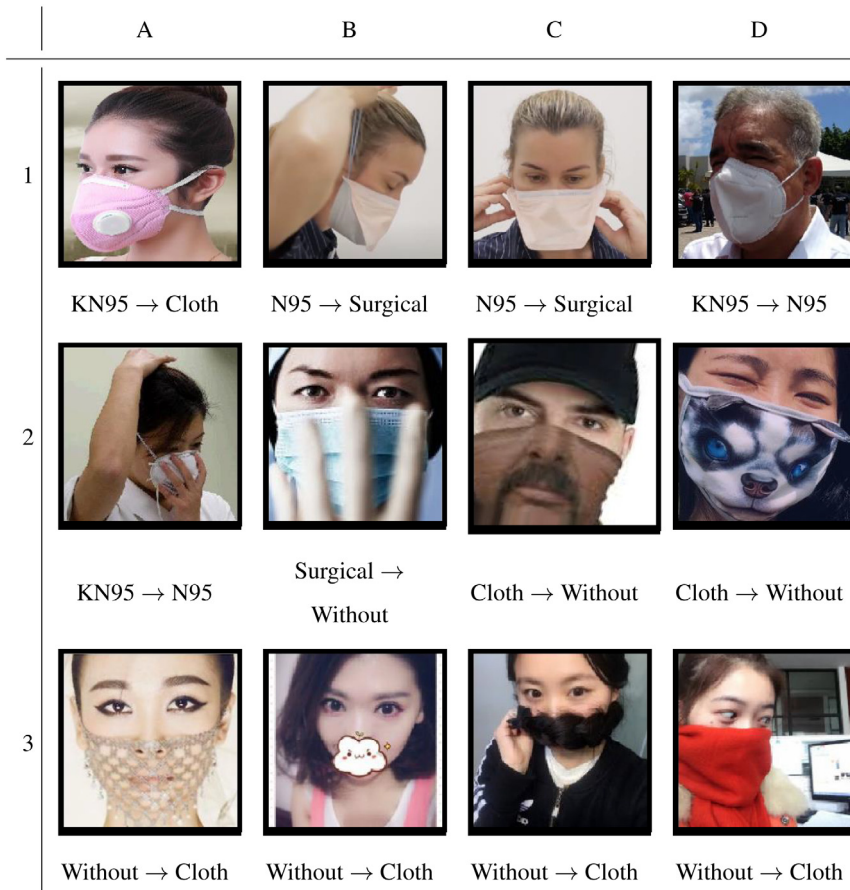 A B C D
1
KN95 → Cloth N95 → Surgical N95 → Surgical KN95 → N95
2
KN95 → N95 Surgical → Without Cloth → Without Cloth → Without
3
Without → Cloth Without → Cloth Without → Cloth Without → Cloth